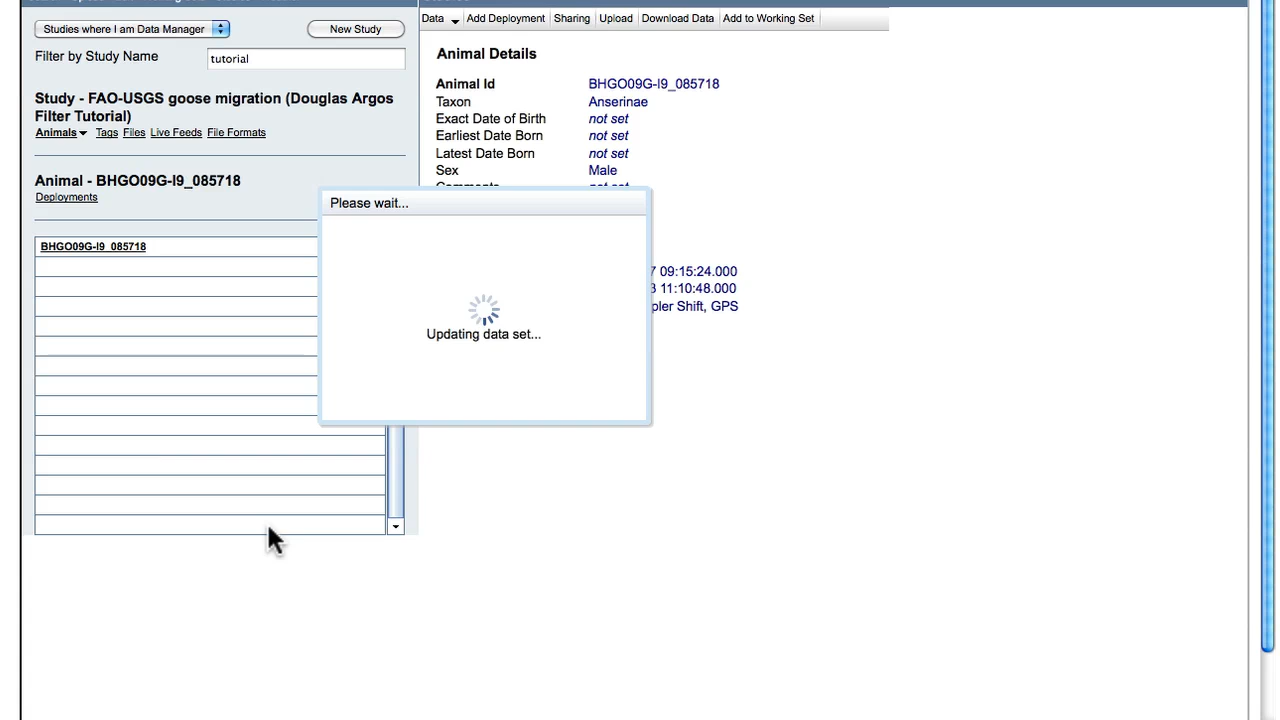 Studies where I am Data Manager
New Study
Filter by Study Name
tutorial
Study - FAO-USGS goose migration (Douglas Argos
Filter Tutorial)
Animals Tags Files Live Feeds File Formats
Animal - BHGO09G-I9_085718
Deployments
BHGO09G-I9_085718
Data Add Deployment Sharing Upload Download Data Add to Working Set
Animal Details
Animal Id BHGO09G-I9_085718
Taxon Anserinae
Exact Date of Birth not set
Earliest Date Born not set
Latest Date Born not set
Sex Male
Comments not set
Please wait...
Updating data set...
7 09:15:24.000
3 11:10:48.000
pler Shift, GPS